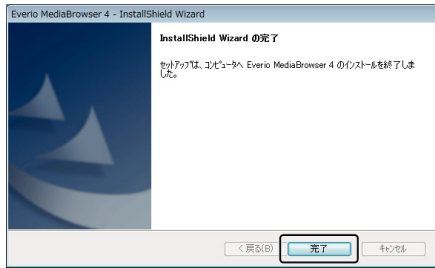 Everio MediaBrowser 4 - InstallShield Wizard
InstallShield Wizard の完了
セットアップは、コンピュータへ Everio MediaBrowser 4 のインストールを終了しま
した。
< 戻る(B)
完了
キャンセル